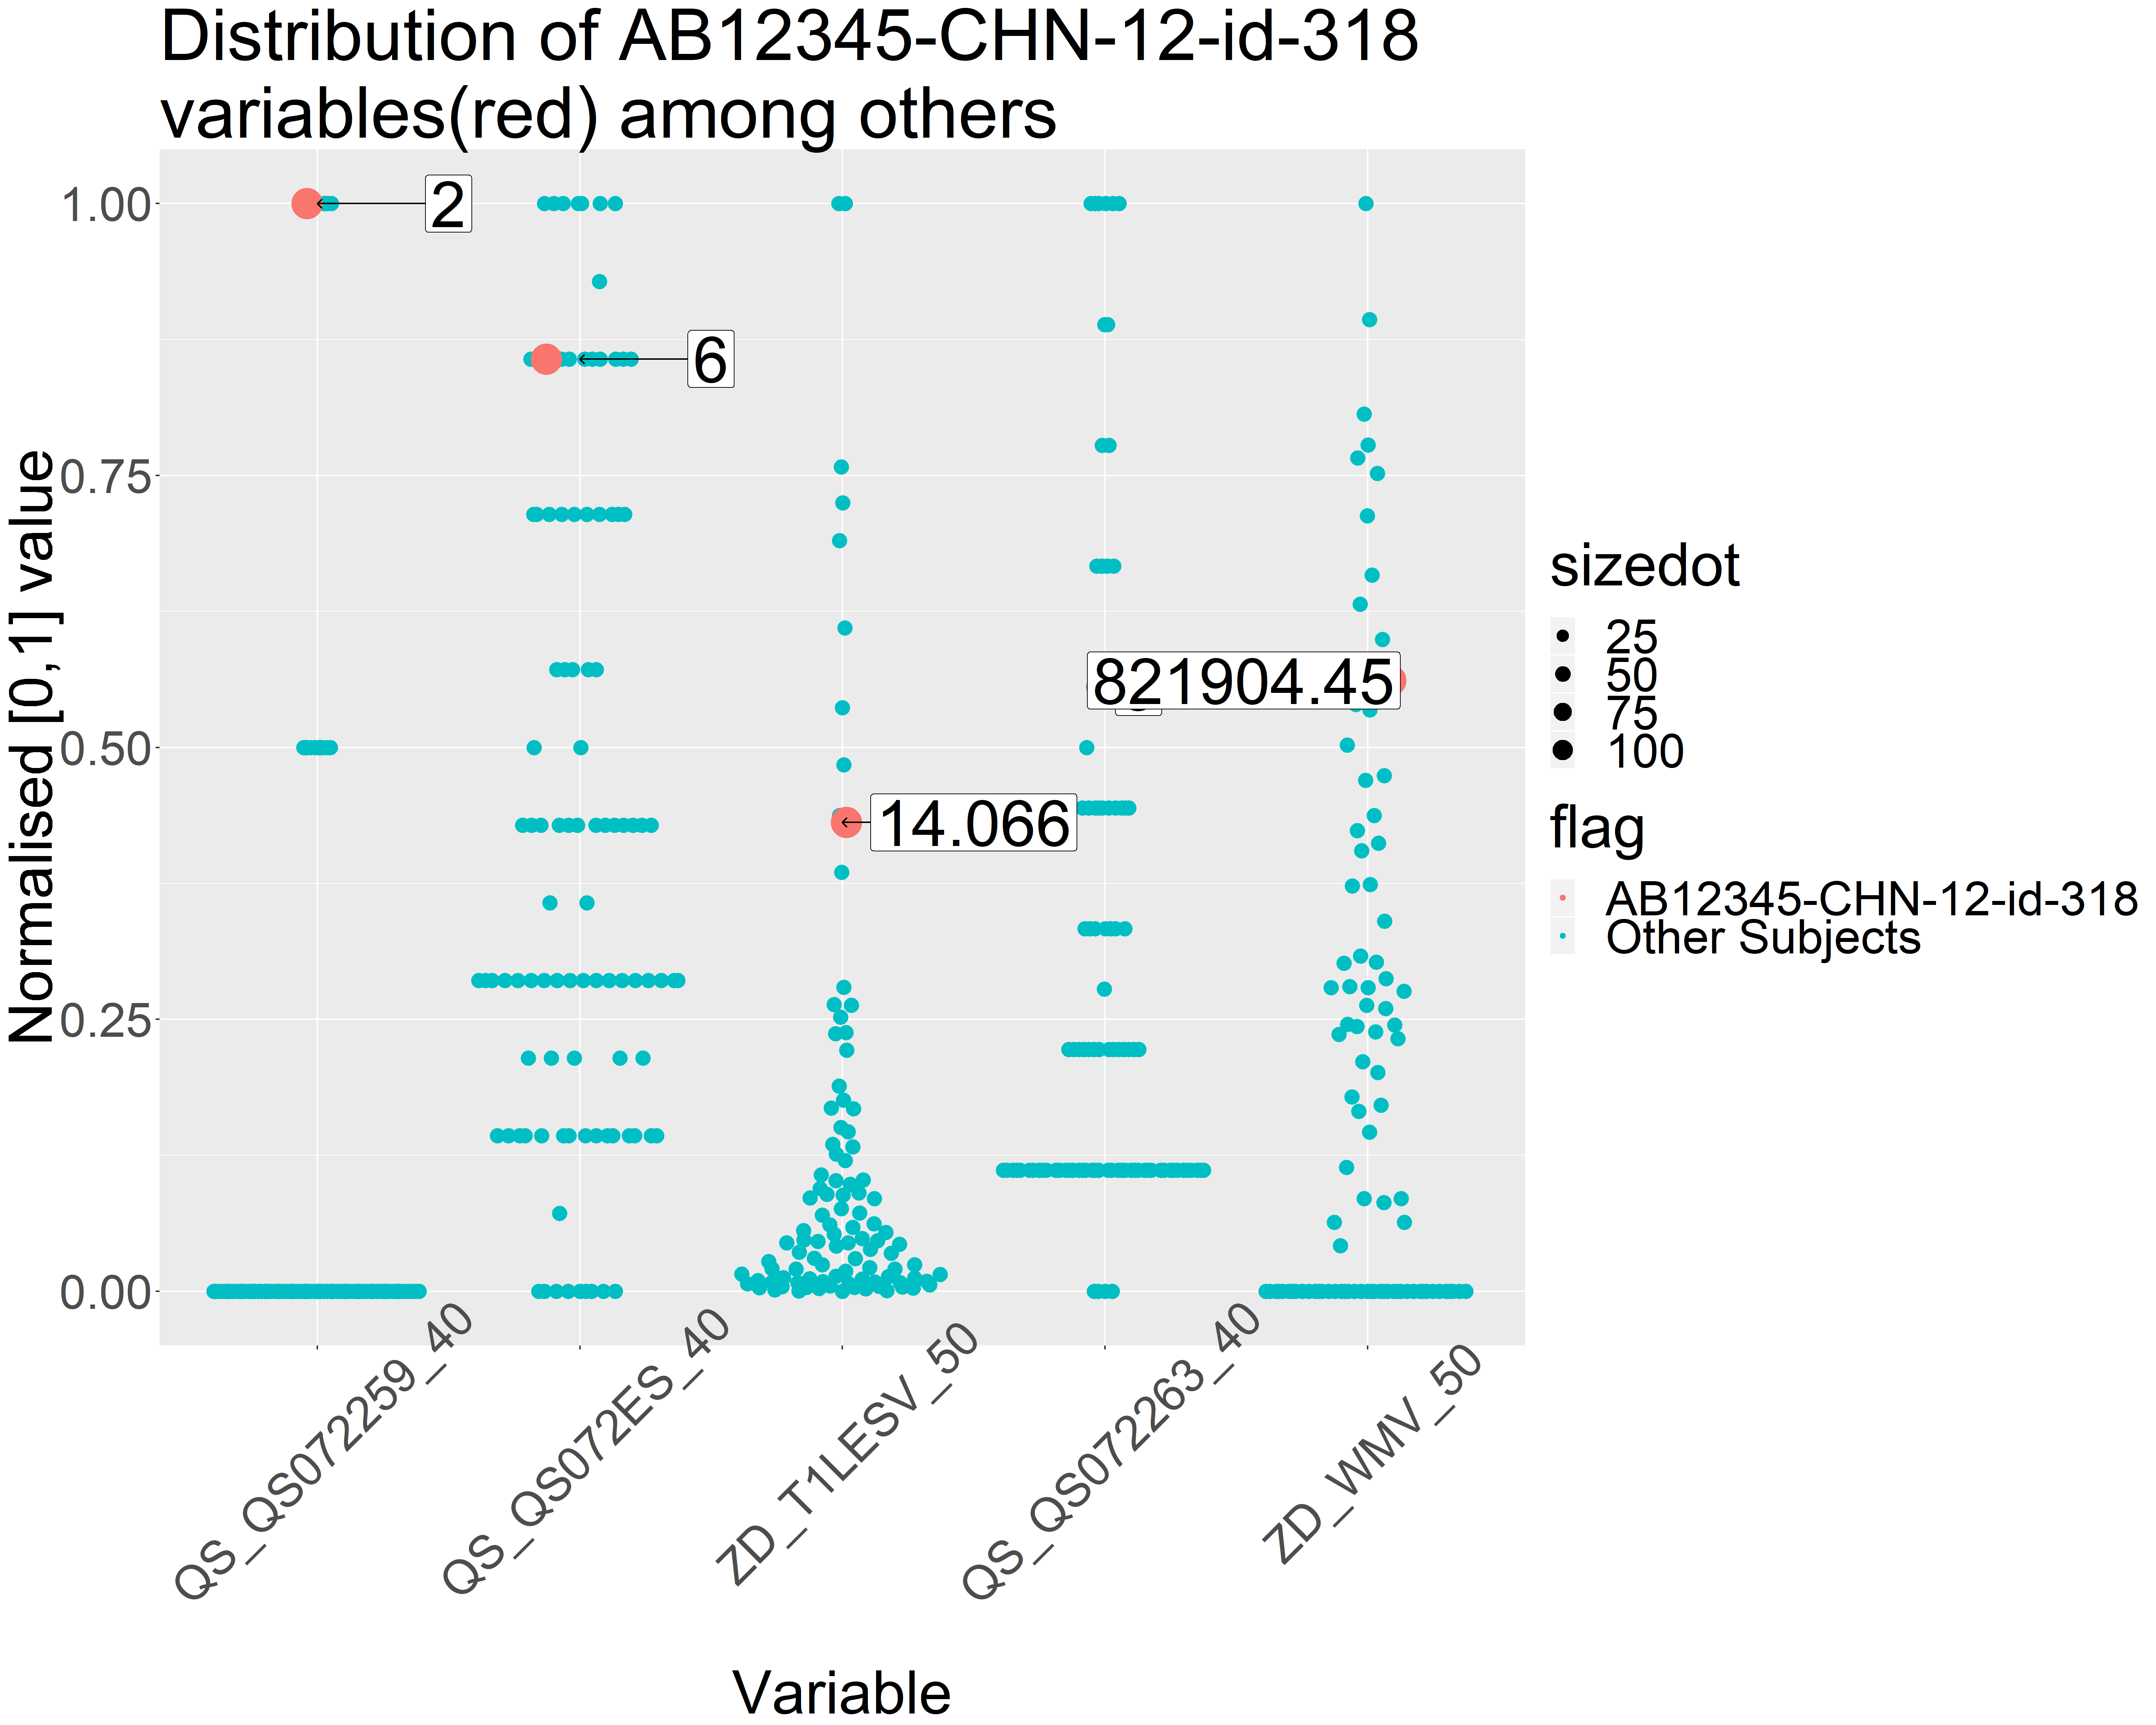 Distribution of AB12345-CHN-12-id-318
variables(red) among others
Normalised [0,1] value
1.00
0.75
0.50
0.25
0.00
2
6
14.066
821904.45
QS_QS072259_40
QS_QS072ES_40
ZD_T1LESV_50
QS_QS072263_40
ZD_WMV_50
Variable
sizedot
25
50
75
100
flag
AB12345-CHN-12-id-318
Other Subjects